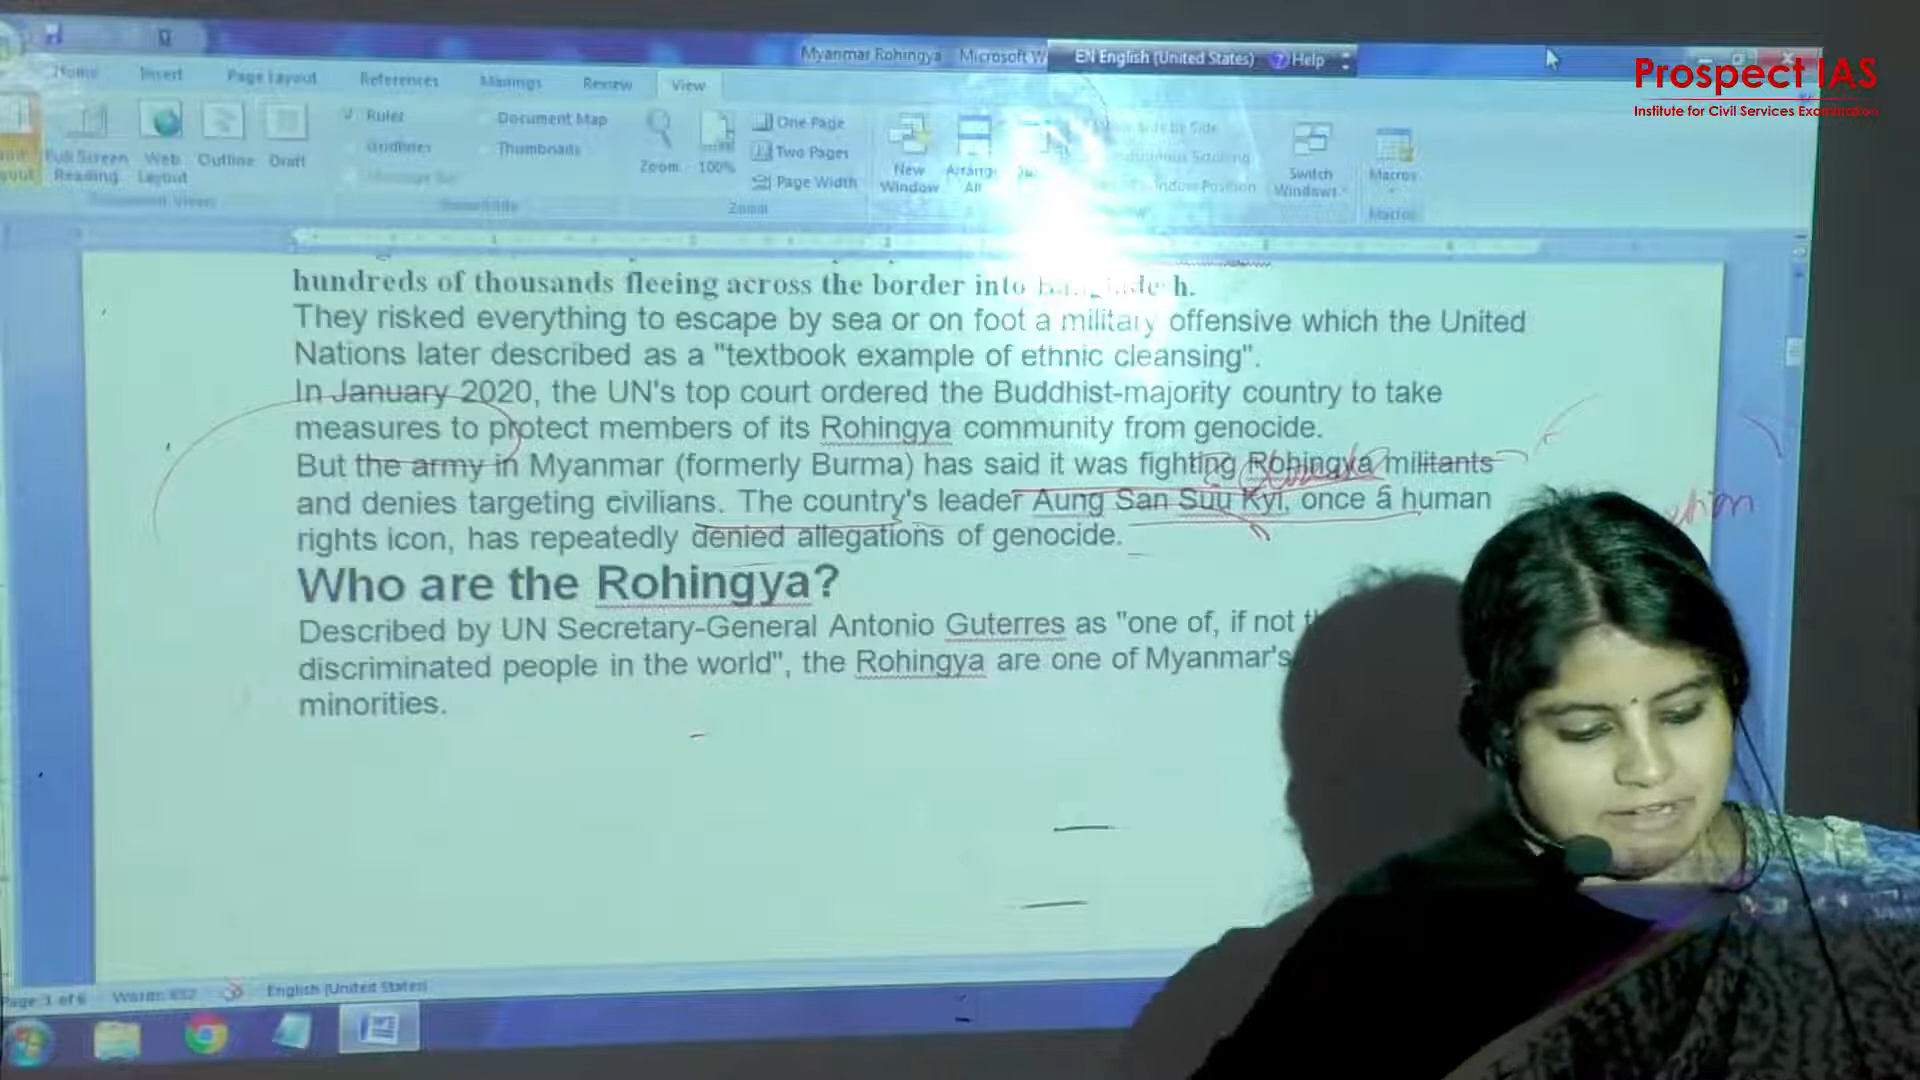 Myanmar Rohingya Microsoft W
EN English (United States) Help
Prospect IAS
Institute for Civil Services Examination
Home Insert Page Layout References Mailings Review View
Ruler Document Map One Page
Gridlines Thumbnails Two Pages
Full Screen Reading Web Layout Outline Draft Zoom 100% Page Width New Window Arrange All Switch Windows Macros
Zoom Macros
hundreds of thousands fleeing across the border into Bangladesh.
They risked everything to escape by sea or on foot a military offensive which the United
Nations later described as a "textbook example of ethnic cleansing".
In January 2020, the UN's top court ordered the Buddhist-majority country to take
measures to protect members of its Rohingya community from genocide.
But the army in Myanmar (formerly Burma) has said it was fighting Rohingya militants
and denies targeting civilians. The country's leader Aung San Suu Kyi, once a human
rights icon, has repeatedly denied allegations of genocide.
Who are the Rohingya?
Described by UN Secretary-General Antonio Guterres as "one of, if not
discriminated people in the world", the Rohingya are one of Myanmar's
minorities.
English (United States)